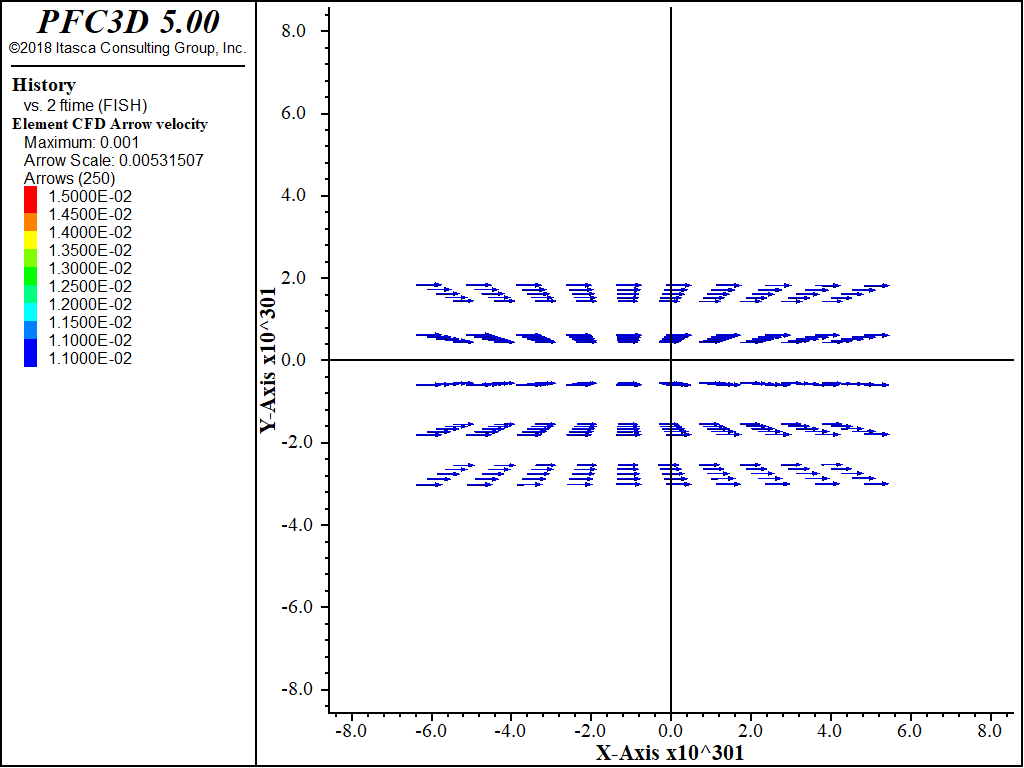 PFC3D 5.00
©2018 Itasca Consulting Group, Inc.
History
vs. 2 ftime (FISH)
Element CFD Arrow velocity
Maximum: 0.001
Arrow Scale: 0.00531507
Arrows (250)
1.5000E-02
1.4500E-02
1.4000E-02
1.3500E-02
1.3000E-02
1.2500E-02
1.2000E-02
1.1500E-02
1.1000E-02
1.1000E-02
8.0
6.0
4.0
2.0
0.0
-2.0
-4.0
-6.0
-8.0
Y-Axis x10^301
-8.0 -6.0 -4.0 -2.0 0.0 2.0 4.0 6.0 8.0
X-Axis x10^301